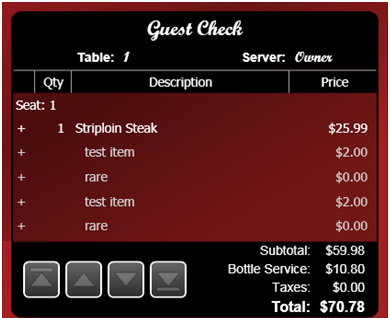 Guest Check
Table: 1 Server: Owner
Qty Description Price
Seat: 1
+ 1 Striploin Steak $25.99
+ test item $2.00
+ rare $0.00
+ test item $2.00
+ rare $0.00
Subtotal: $59.98
Bottle Service: $10.80
Taxes: $0.00
Total: $70.78